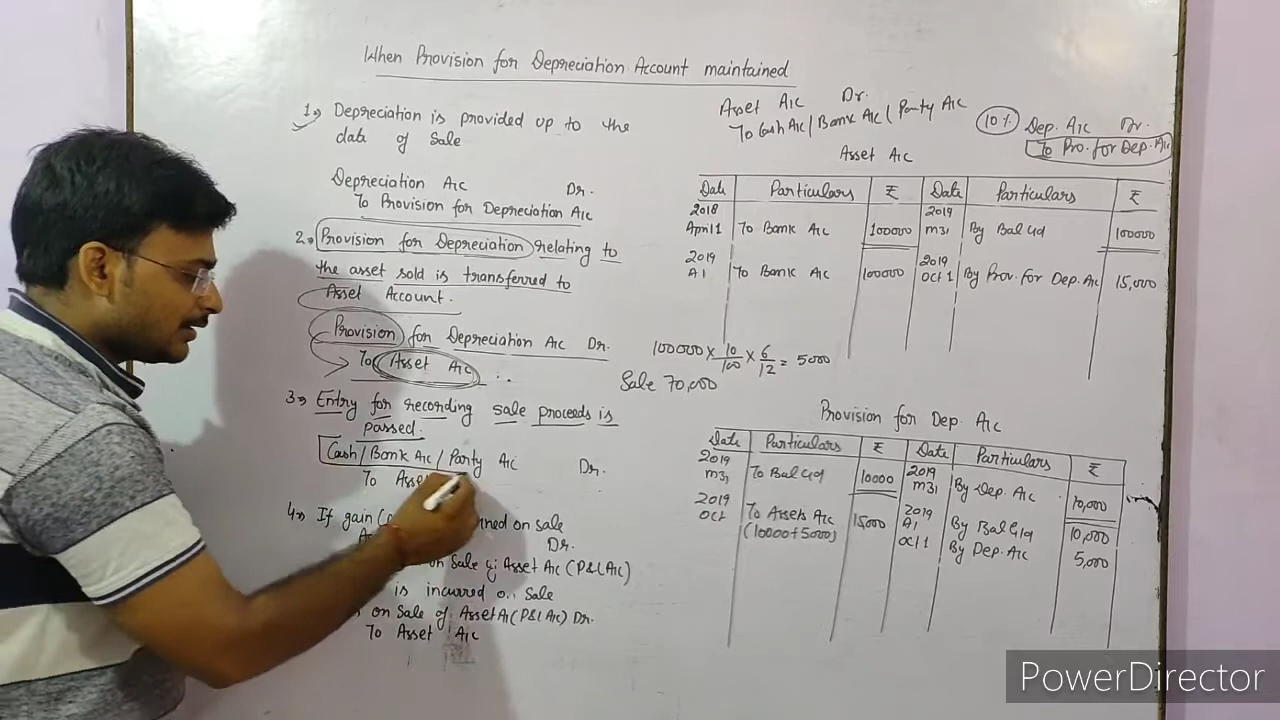 When Provision for Depreciation Account maintained
1⇒ Depreciation is provided up to the
date of Sale
Depreciation A/c Dr.
To Provision for Depreciation A/c
2⇒ Provision for Depreciation relating to
the asset sold is transferred to
Asset Account.
Provision for Depreciation A/c Dr.
To Asset A/c
3⇒ Entry for recording sale proceeds is
passed.
Cash/Bank A/c/Party A/c Dr.
To
4⇒ If gain on sale
Dr.
on Sale of Asset A/c (P&L A/c)
is incurred on Sale
on Sale of Asset A/c (P&L A/c) Dr.
To Asset A/c
Asset A/c Dr.
To Cash A/c/Bank A/c/Party A/c
10% Dep. A/c Dr.
To Pro. for Dep. A/c
Asset A/c
Date Particulars ₹ Date Particulars ₹
2018 2019
April 1 To Bank A/c 100000 M31 By Bal c/d 100000
2019 2019
A1 To Bank A/c 100000 Oct 1 By Prov. for Dep. A/c 15,000
100000 × 10/100 × 6/12 = 5000
Sale 70,000
Provision for Dep. A/c
Date Particulars ₹ Date Particulars ₹
2019 2019
M31 To Bal c/d 10000 M31 By Dep. A/c 10,000
2019 2019
Oct To Assets A/c 15000 A1 By Bal b/d 10,000
(10000+5000) Oct 1 By Dep. A/c 5,000
PowerDirector